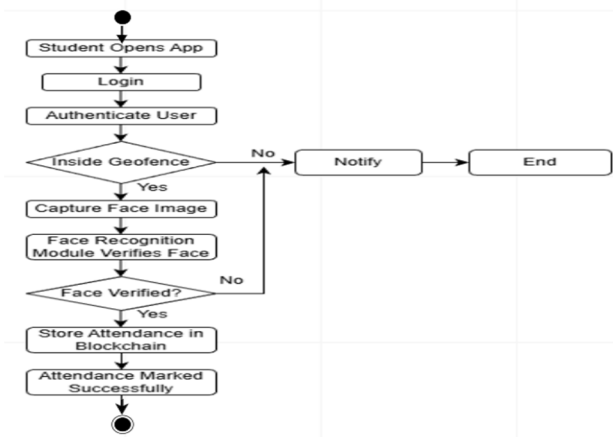 Student Opens App
Login
Authenticate User
Inside Geofence
No
Notify
End
Yes
Capture Face Image
Face Recognition
Module Verifies Face
Face Verified?
No
Yes
Store Attendance in
Blockchain
Attendance Marked
Successfully